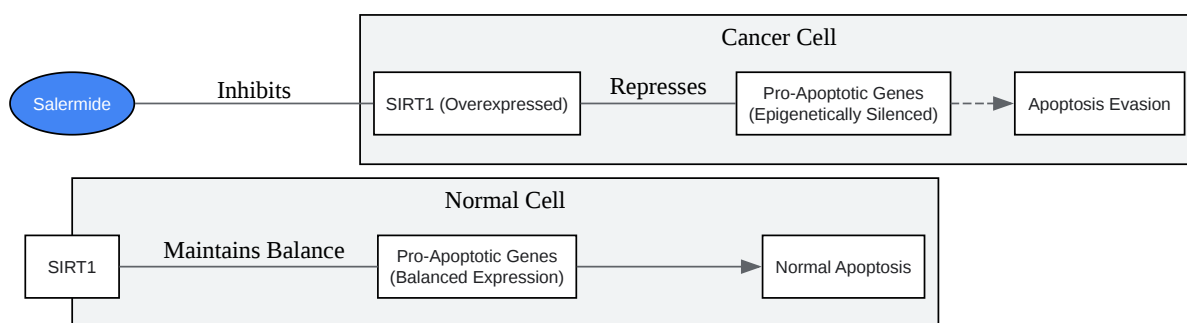 Cancer Cell
Salermide
Inhibits
SIRT1 (Overexpressed)
Represses
Pro-Apoptotic Genes
(Epigenetically Silenced)
Apoptosis Evasion
Normal Cell
SIRT1
Maintains Balance
Pro-Apoptotic Genes
(Balanced Expression)
Normal Apoptosis